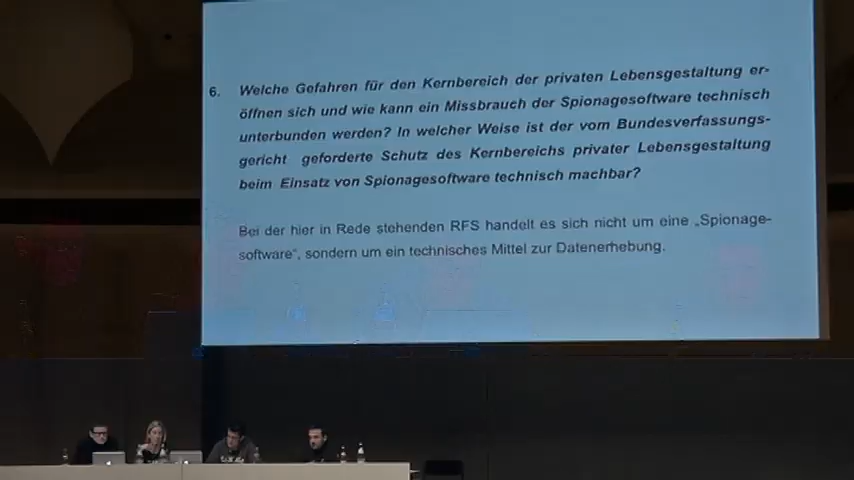 6. Welche Gefahren für den Kernbereich der privaten Lebensgestaltung er-
öffnen sich und wie kann ein Missbrauch der Spionagesoftware technisch
unterbunden werden? In welcher Weise ist der vom Bundesverfassungs-
gericht geforderte Schutz des Kernbereichs privater Lebensgestaltung
beim Einsatz von Spionagesoftware technisch machbar?
Bei der hier in Rede stehenden RFS handelt es sich nicht um eine „Spionage-
software“, sondern um ein technisches Mittel zur Datenerhebung.